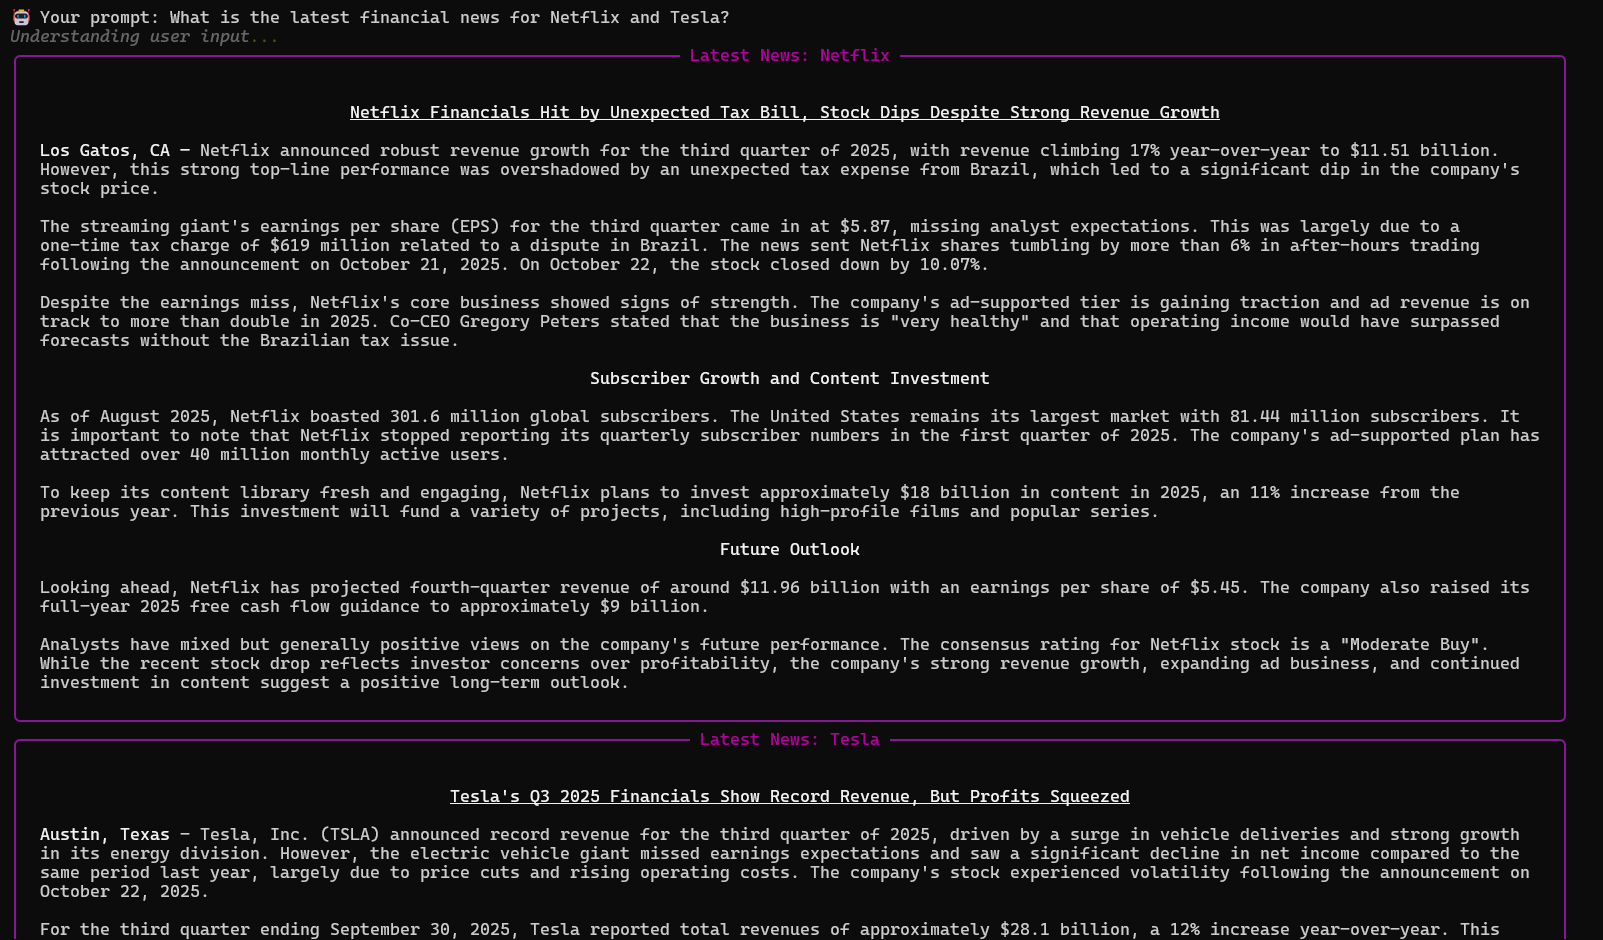 Your prompt: What is the latest financial news for Netflix and Tesla?
Understanding user input...
Latest News: Netflix
Netflix Financials Hit by Unexpected Tax Bill, Stock Dips Despite Strong Revenue Growth
Los Gatos, CA – Netflix announced robust revenue growth for the third quarter of 2025, with revenue climbing 17% year-over-year to $11.51 billion.
However, this strong top-line performance was overshadowed by an unexpected tax expense from Brazil, which led to a significant dip in the company's
stock price.
The streaming giant's earnings per share (EPS) for the third quarter came in at $5.87, missing analyst expectations. This was largely due to a
one-time tax charge of $619 million related to a dispute in Brazil. The news sent Netflix shares tumbling by more than 6% in after-hours trading
following the announcement on October 21, 2025. On October 22, the stock closed down by 10.07%.
Despite the earnings miss, Netflix's core business showed signs of strength. The company's ad-supported tier is gaining traction and ad revenue is on
track to more than double in 2025. Co-CEO Gregory Peters stated that the business is "very healthy" and that operating income would have surpassed
forecasts without the Brazilian tax issue.
Subscriber Growth and Content Investment
As of August 2025, Netflix boasted 301.6 million global subscribers. The United States remains its largest market with 81.44 million subscribers. It
is important to note that Netflix stopped reporting its quarterly subscriber numbers in the first quarter of 2025. The company's ad-supported plan has
attracted over 40 million monthly active users.
To keep its content library fresh and engaging, Netflix plans to invest approximately $18 billion in content in 2025, an 11% increase from the
previous year. This investment will fund a variety of projects, including high-profile films and popular series.
Future Outlook
Looking ahead, Netflix has projected fourth-quarter revenue of around $11.96 billion with an earnings per share of $5.45. The company also raised its
full-year 2025 free cash flow guidance to approximately $9 billion.
Analysts have mixed but generally positive views on the company's future performance. The consensus rating for Netflix stock is a "Moderate Buy".
While the recent stock drop reflects investor concerns over profitability, the company's strong revenue growth, expanding ad business, and continued
investment in content suggest a positive long-term outlook.
Latest News: Tesla
Tesla's Q3 2025 Financials Show Record Revenue, But Profits Squeezed
Austin, Texas – Tesla, Inc. (TSLA) announced record revenue for the third quarter of 2025, driven by a surge in vehicle deliveries and strong growth
in its energy division. However, the electric vehicle giant missed earnings expectations and saw a significant decline in net income compared to the
same period last year, largely due to price cuts and rising operating costs. The company's stock experienced volatility following the announcement on
October 22, 2025.
For the third quarter ending September 30, 2025, Tesla reported total revenues of approximately $28.1 billion, a 12% increase year-over-year. This